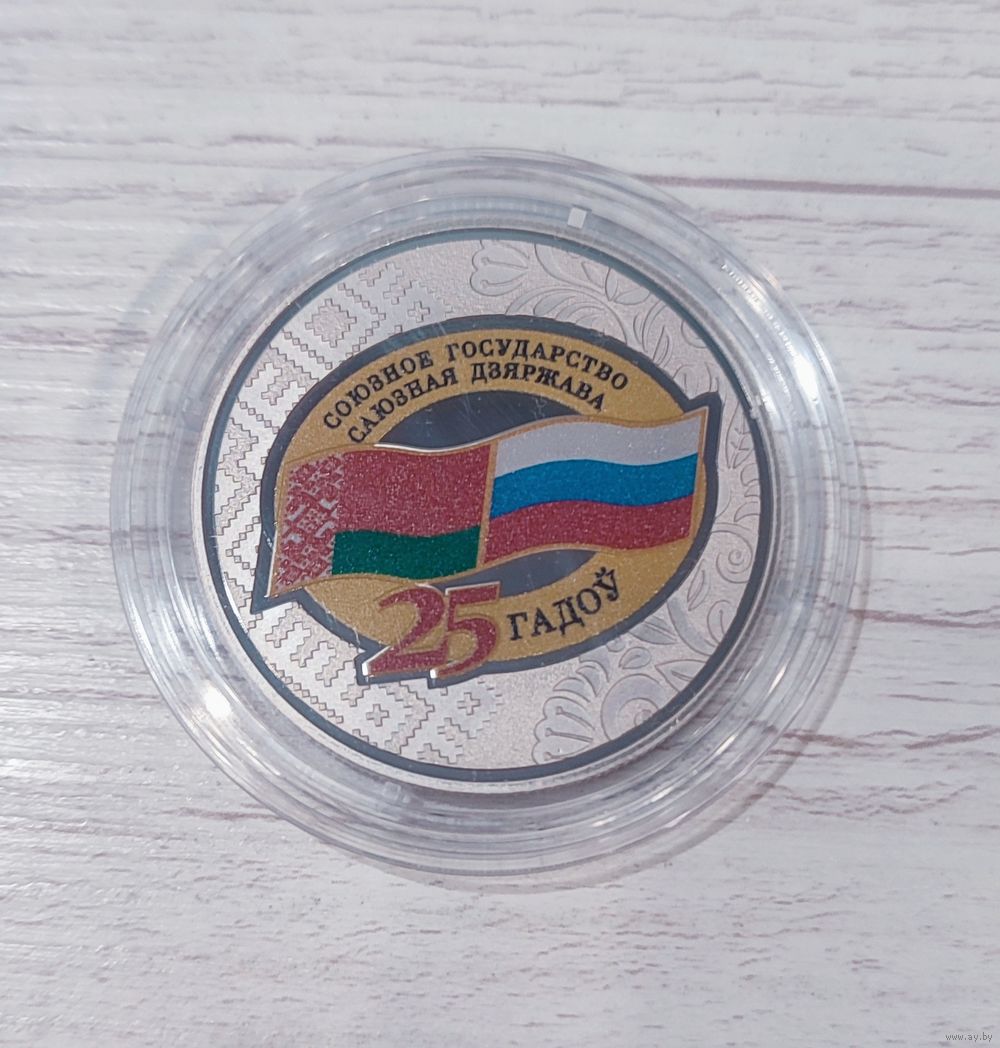 СОЮЗНОЕ ГОСУДАРСТВО
САЮЗНАЯ ДЗЯРЖАВА
25 ГАДОЎ
www.ay.by